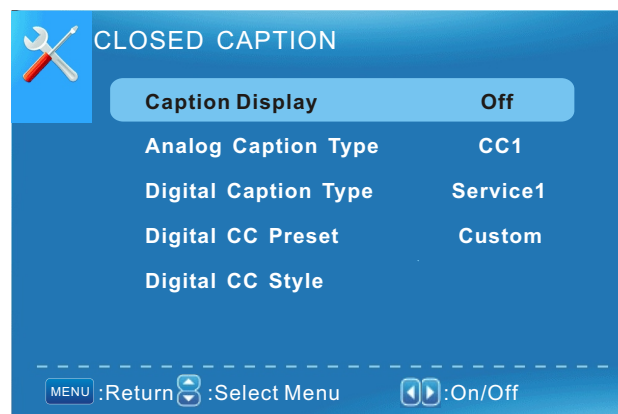 CLOSED CAPTION
Caption Display Off
Analog Caption Type CC1
Digital Caption Type Service1
Digital CC Preset Custom
Digital CC Style
MENU :Return :Select Menu :On/Off